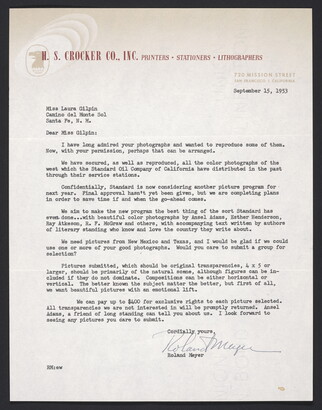 H. S. CROCKER CO., INC. PRINTERS • STATIONERS • LITHOGRAPHERS
720 MISSION STREET
SAN FRANCISCO • CALIFORNIA
September 15, 1953
Miss Laura Gilpin
Camino del Monte Sol
Santa Fe, N. M.
Dear Miss Gilpin:
I have long admired your photographs and wanted to reproduce some of them.
Now, with your permission, perhaps that can be arranged.
We have secured, as well as reproduced, all the color photographs of the
west which the Standard Oil Company of California have distributed in the past
through their service stations.
Confidentially, Standard is now considering another picture program for
next year. Final approval hasn't yet been given, but we are completing plans
in order to save time if and when the go-ahead comes.
We aim to make the new program the best thing of the sort Standard has
even done..with beautiful color photographs by Ansel Adams, Esther Henderson,
Ray Atkeson, R. F. McGraw and others, with accompanying text written by authors
of literary standing who know and love the country they write about.
We need pictures from New Mexico and Texas, and I would be glad if we could
use one or more of your good photographs. Would you care to submit a group for
selection?
Pictures submitted, which should be original transparencies, 4 x 5 or
larger, should be primarily of the natural scene, although figures can be in-
cluded if they do not dominate. Compositions can be either horizontal or
vertical. The better known the subject matter the better, but first of all,
we want beautiful pictures with an emotional lift.
We can pay up to $400 for exclusive rights to each picture selected.
All transparencies we are not interested in will be promptly returned. Ansel
Adams, a friend of long standing can tell you about us. I look forward to
seeing any pictures you care to submit.
Cordially yours,
Roland Meyer
Roland Meyer
RM:ew